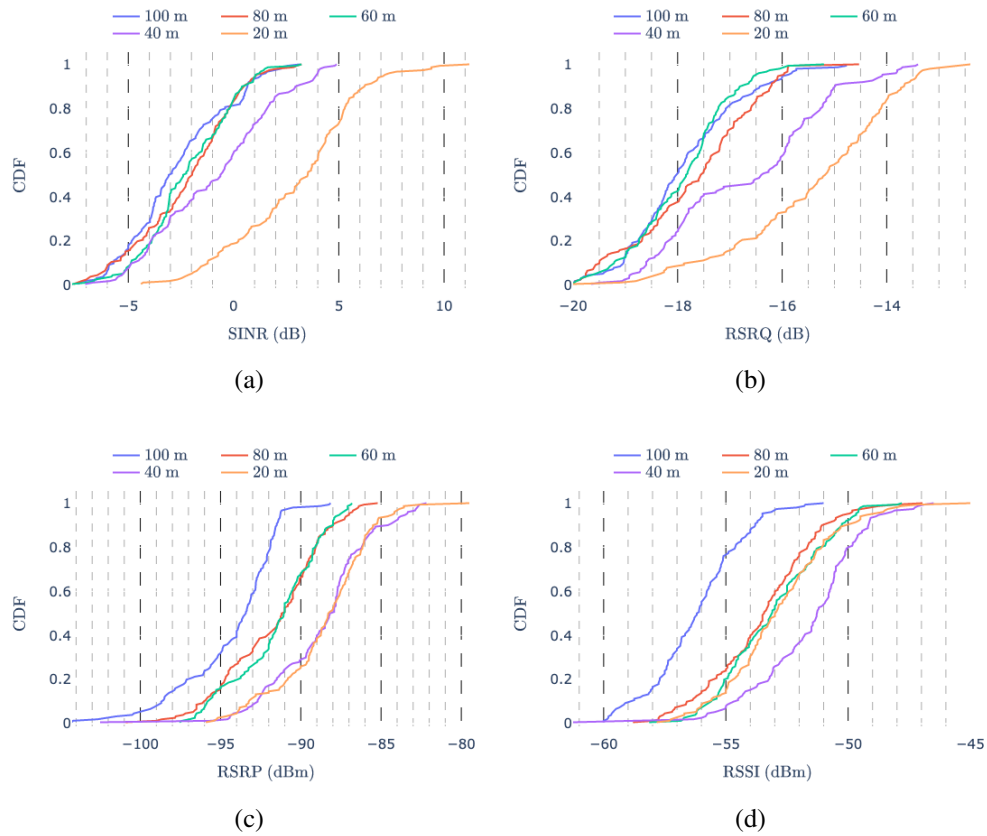 100 m 80 m 60 m
40 m 20 m
1
0.8
0.6
0.4
0.2
0
CDF
−5 0 5 10
SINR (dB)
(a)
100 m 80 m 60 m
40 m 20 m
1
0.8
0.6
0.4
0.2
0
CDF
−20 −18 −16 −14
RSRQ (dB)
(b)
100 m 80 m 60 m
40 m 20 m
1
0.8
0.6
0.4
0.2
0
CDF
−100 −95 −90 −85 −80
RSRP (dBm)
(c)
100 m 80 m 60 m
40 m 20 m
1
0.8
0.6
0.4
0.2
0
CDF
−60 −55 −50 −45
RSSI (dBm)
(d)